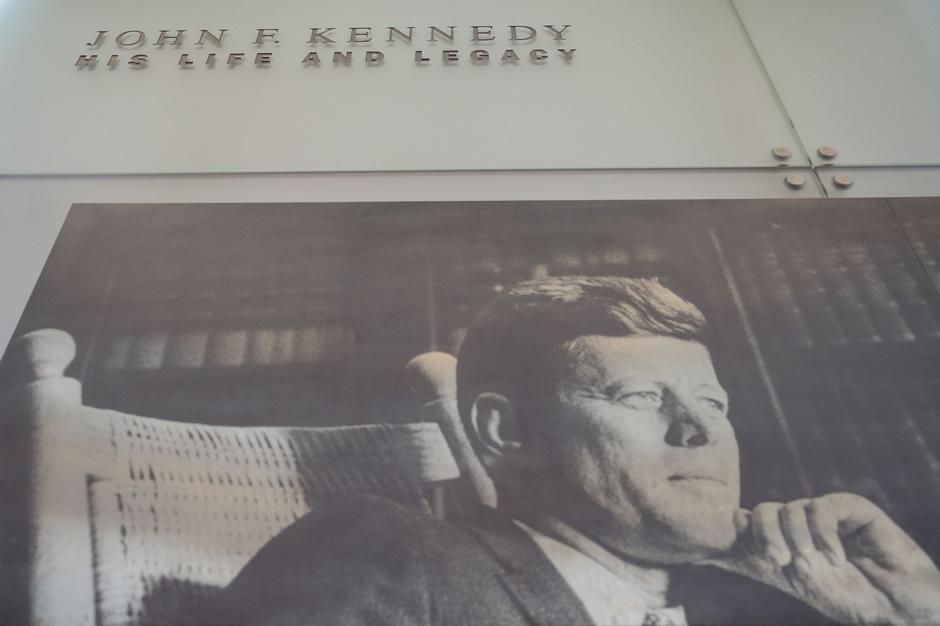 JOHN F. KENNEDY
HIS LIFE AND LEGACY